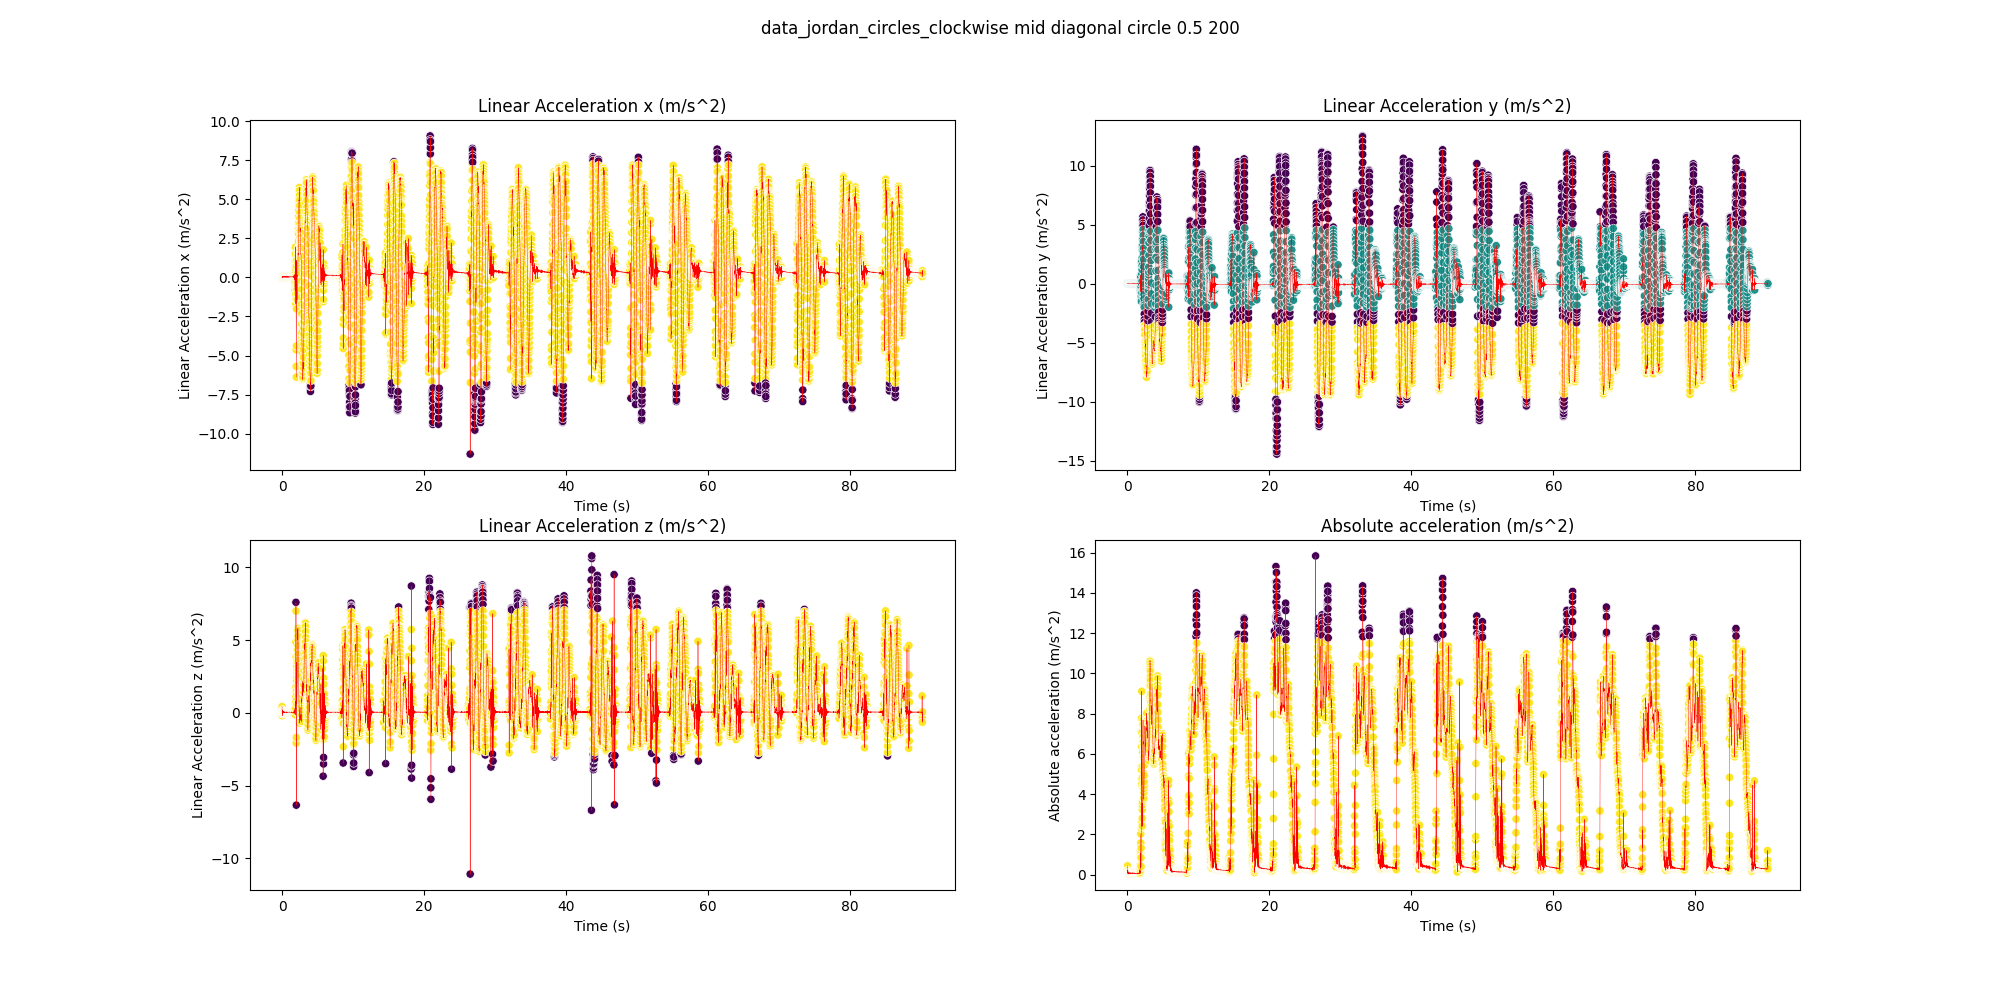 data_jordan_circles_clockwise mid diagonal circle 0.5 200
Linear Acceleration x (m/s^2)
Linear Acceleration x (m/s^2)
10.0
7.5
5.0
2.5
0.0
−2.5
−5.0
−7.5
−10.0
0 20 40 60 80
Time (s)
Linear Acceleration y (m/s^2)
Linear Acceleration y (m/s^2)
10
5
0
−5
−10
−15
0 20 40 60 80
Time (s)
Linear Acceleration z (m/s^2)
Linear Acceleration z (m/s^2)
10
5
0
−5
−10
0 20 40 60 80
Time (s)
Absolute acceleration (m/s^2)
Absolute acceleration (m/s^2)
16
14
12
10
8
6
4
2
0
0 20 40 60 80
Time (s)